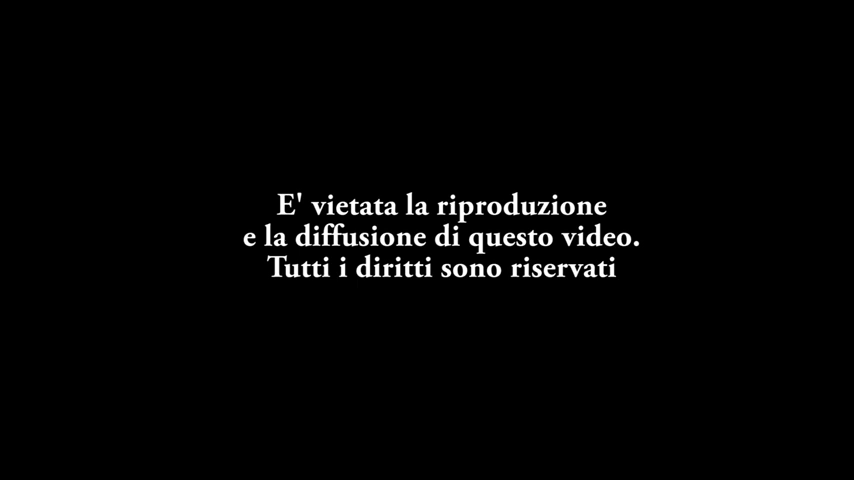 E' vietata la riproduzione
e la diffusione di questo video.
Tutti i diritti sono riservati